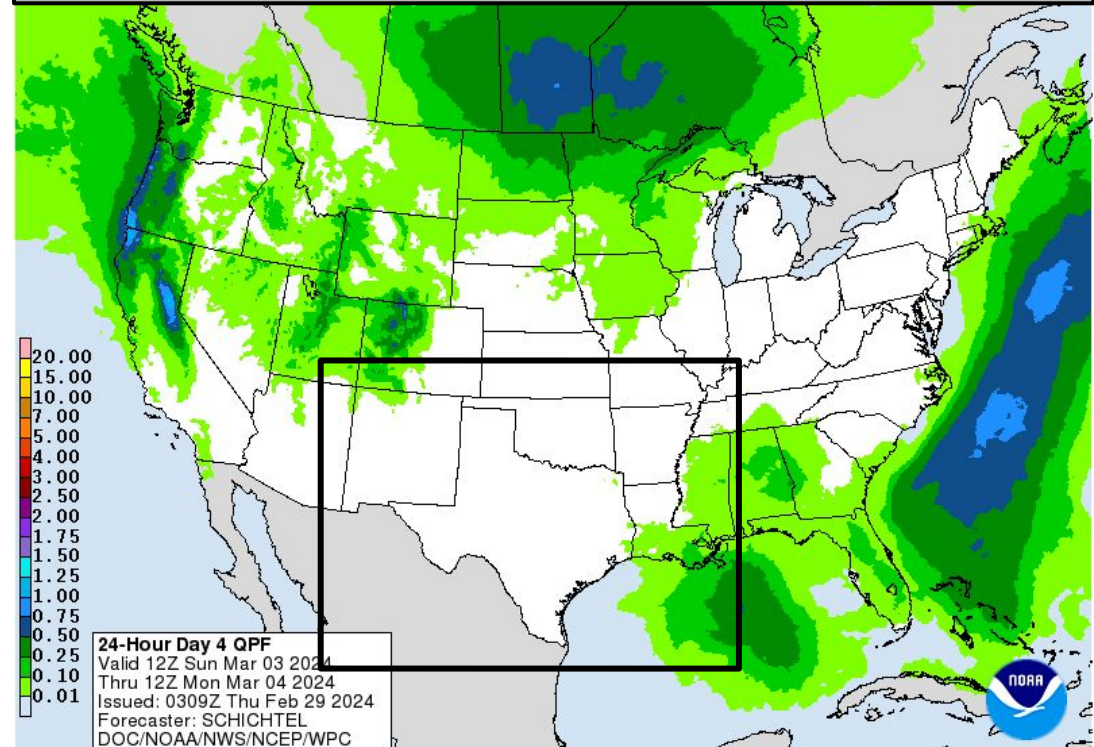 20.00
15.00
10.00
7.00
5.00
4.00
3.00
2.50
2.00
1.75
1.50
1.25
1.00
0.75
0.50
0.25
0.10
0.01
24-Hour Day 4 QPF
Valid 12Z Sun Mar 03 2024
Thru 12Z Mon Mar 04 2024
Issued: 0309Z Thu Feb 29 2024
Forecaster: SCHICHTEL
DOC/NOAA/NWS/NCEP/WPC
NOAA